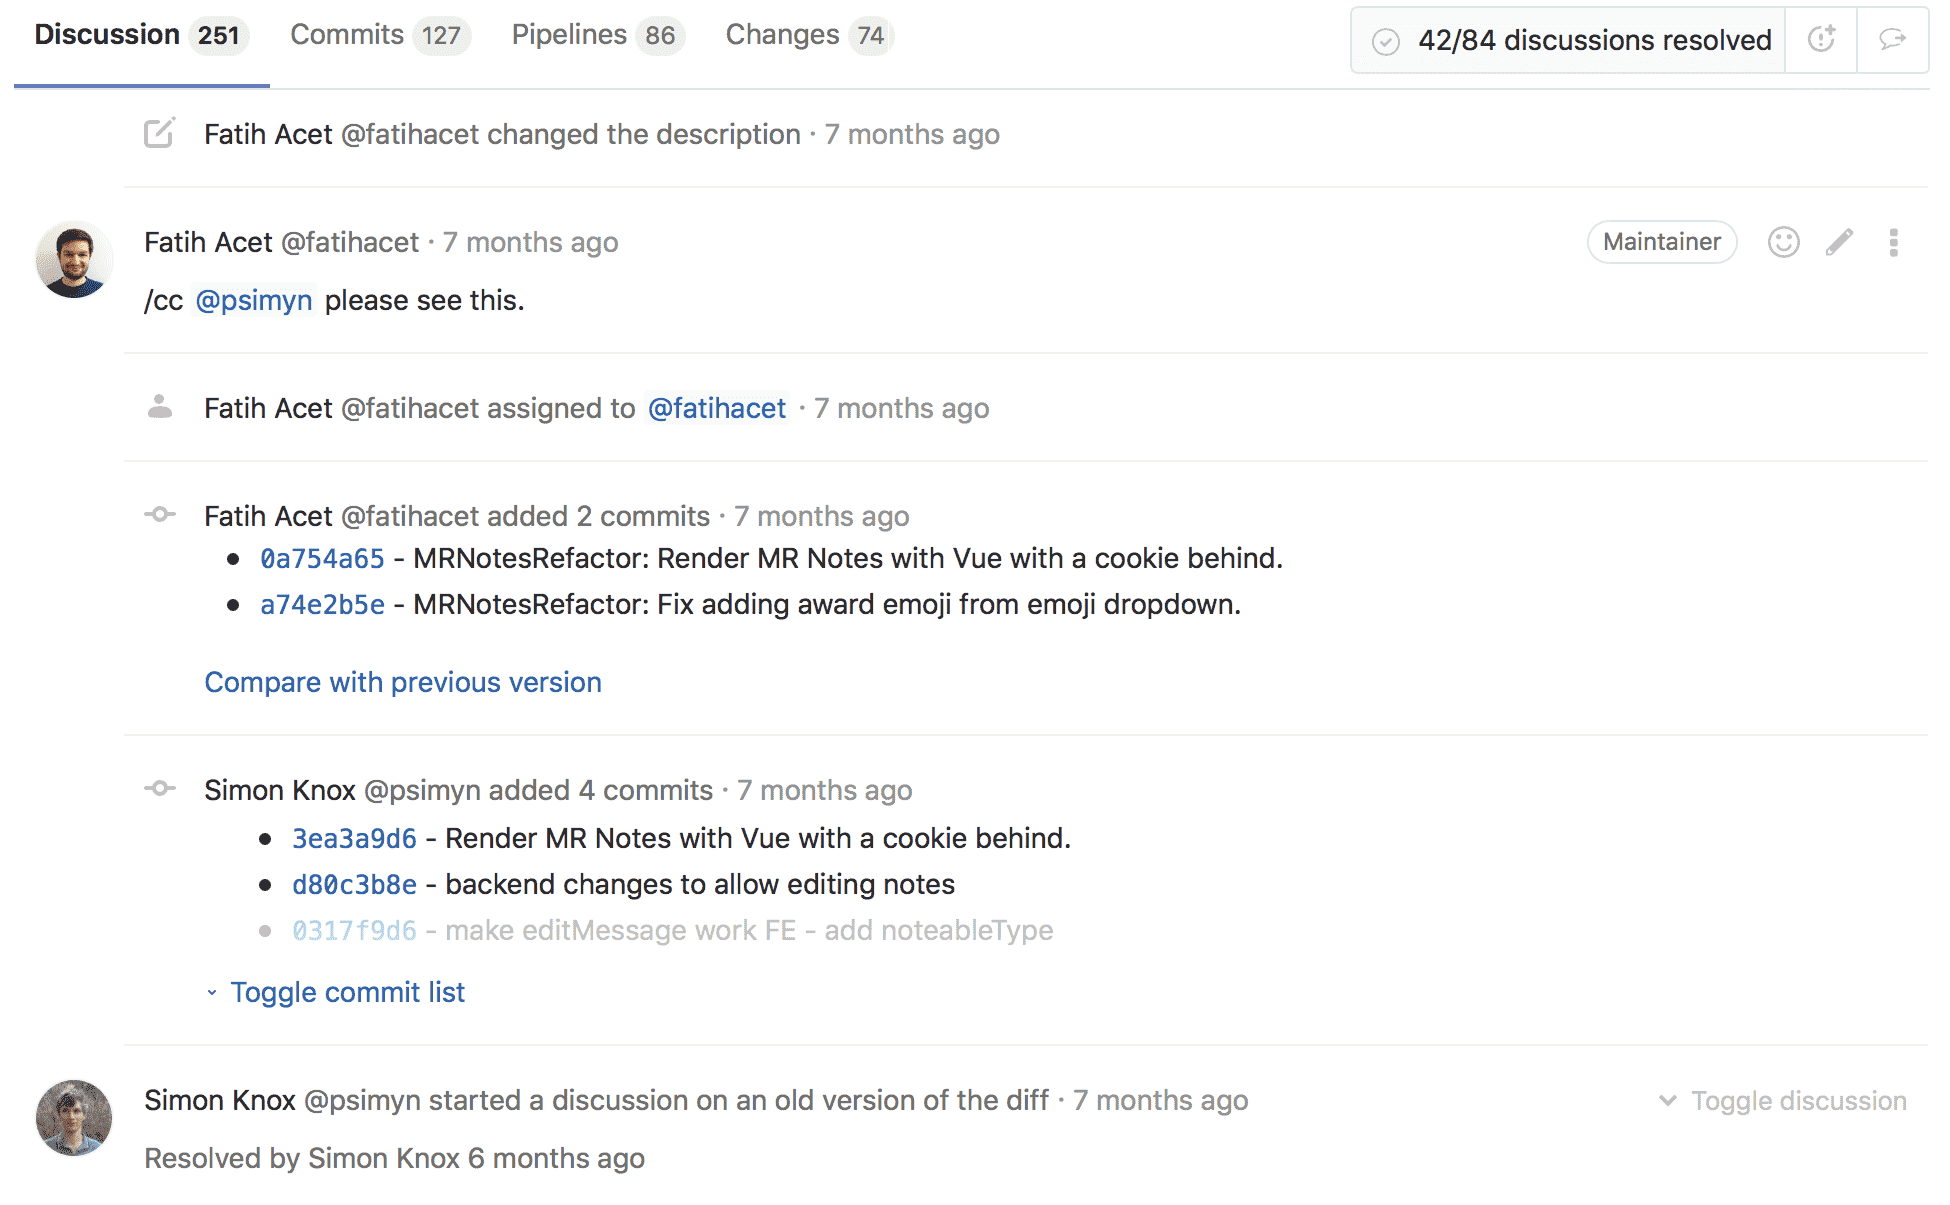 Discussion 251 Commits 127 Pipelines 86 Changes 74 42/84 discussions resolved
Fatih Acet @fatihacet changed the description · 7 months ago
Fatih Acet @fatihacet · 7 months ago Maintainer
/cc @psimyn please see this.
Fatih Acet @fatihacet assigned to @fatihacet · 7 months ago
Fatih Acet @fatihacet added 2 commits · 7 months ago
• 0a754a65 - MRNotesRefactor: Render MR Notes with Vue with a cookie behind.
• a74e2b5e - MRNotesRefactor: Fix adding award emoji from emoji dropdown.
Compare with previous version
Simon Knox @psimyn added 4 commits · 7 months ago
• 3ea3a9d6 - Render MR Notes with Vue with a cookie behind.
• d80c3b8e - backend changes to allow editing notes
• 0317f9d6 - make editMessage work FE - add noteableType
Toggle commit list
Simon Knox @psimyn started a discussion on an old version of the diff · 7 months ago Toggle discussion
Resolved by Simon Knox 6 months ago